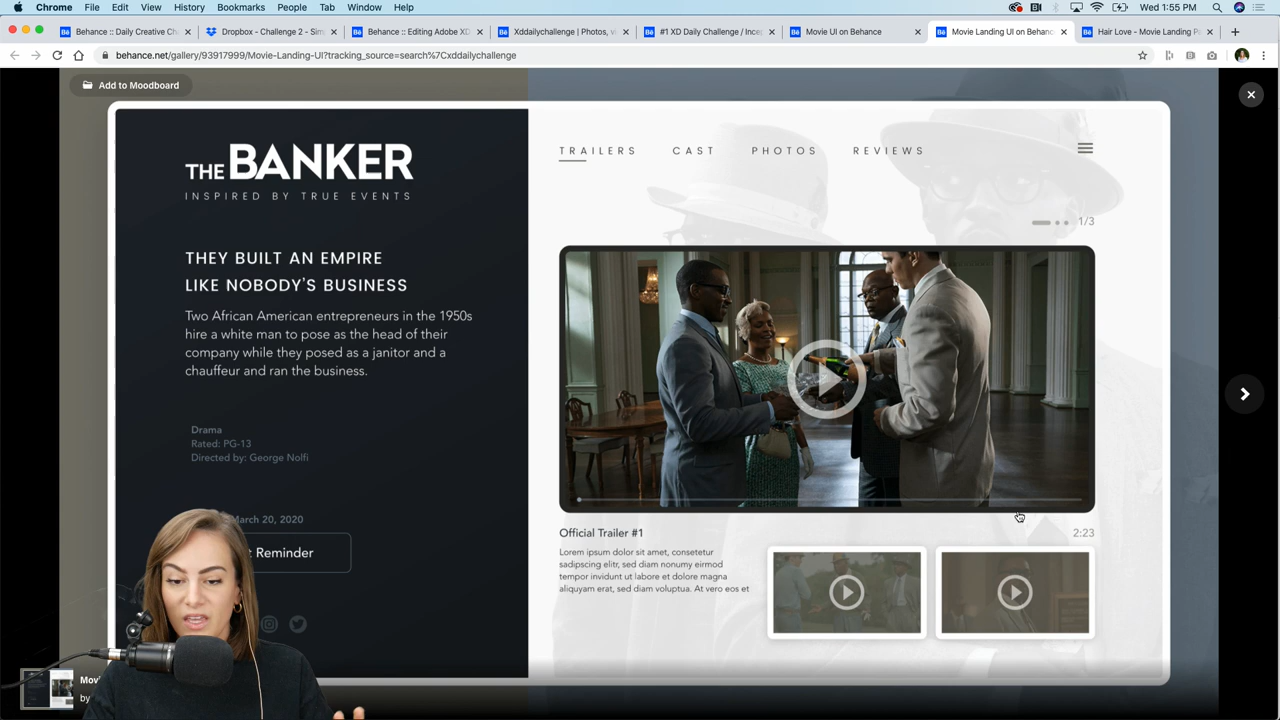 Chrome File Edit View History Bookmarks People Tab Window Help
Wed 1:55 PM
Behance :: Daily Creative Ch
Dropbox - Challenge 2 - Sim
Behance :: Editing Adobe XD
Xddailychallenge | Photos, vi
#1 XD Daily Challenge / Ince
Movie UI on Behance
Movie Landing UI on Behanc
Hair Love - Movie Landing Pa
behance.net/gallery/93917999/Movie-Landing-UI?tracking_source=search%7Cxddailychallenge
Add to Moodboard
THE BANKER
INSPIRED BY TRUE EVENTS
TRAILERS CAST PHOTOS REVIEWS
1/3
THEY BUILT AN EMPIRE
LIKE NOBODY'S BUSINESS
Two African American entrepreneurs in the 1950s
hire a white man to pose as the head of their
company while they posed as a janitor and a
chauffeur and ran the business.
Drama
Rated: PG-13
Directed by: George Nolfi
March 20, 2020
Reminder
Official Trailer #1
2:23
Lorem ipsum dolor sit amet, consetetur
sadipscing elitr, sed diam nonumy eirmod
tempor invidunt ut labore et dolore magna
aliquyam erat, sed diam voluptua. At vero eos et
Movi
by